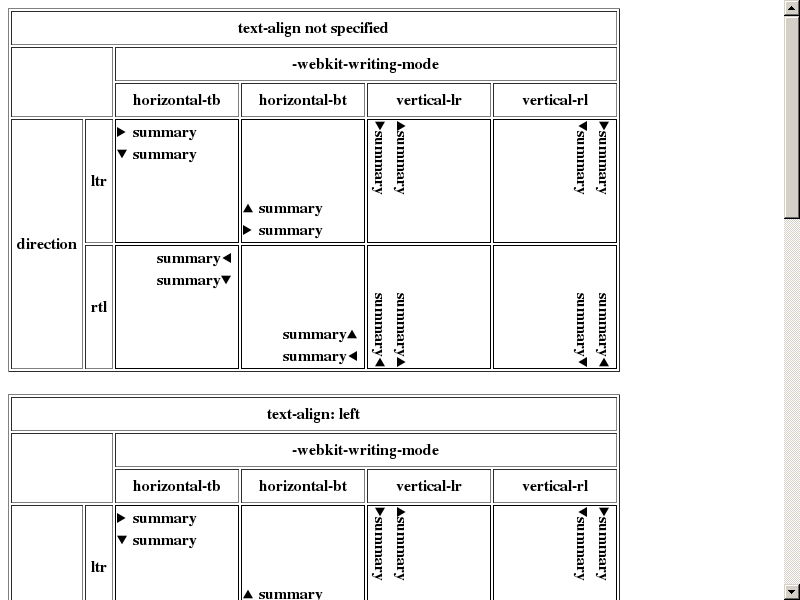 text-align not specified
-webkit-writing-mode
horizontal-tb horizontal-bt vertical-lr vertical-rl
direction
ltr
▶ summary
▼ summary
▲ summary
▶ summary
▼ summary
▶ summary
◀ summary
▼ summary
rtl
summary◀
summary▼
summary▲
summary◀
summary▲
summary▶
summary◀
summary▲
text-align: left
-webkit-writing-mode
horizontal-tb horizontal-bt vertical-lr vertical-rl
ltr
▶ summary
▼ summary
▲ summary
▼ summary
▶ summary
◀ summary
▼ summary